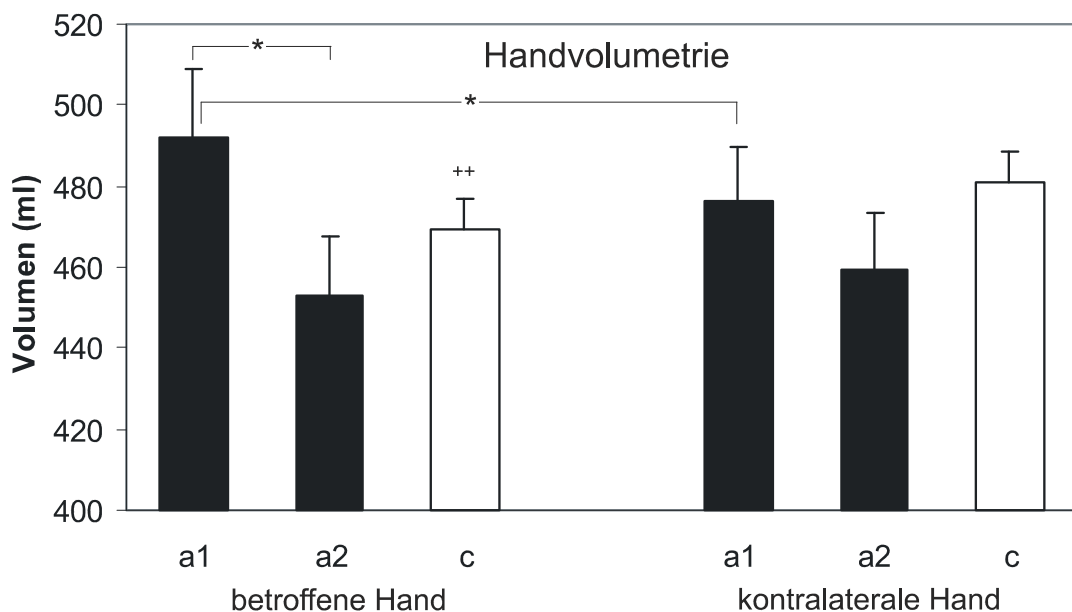 Handvolumetrie
Volumen (ml)
520
500
480
460
440
420
400
*
*
++
a1 a2 c a1 a2 c
betroffene Hand kontralaterale Hand